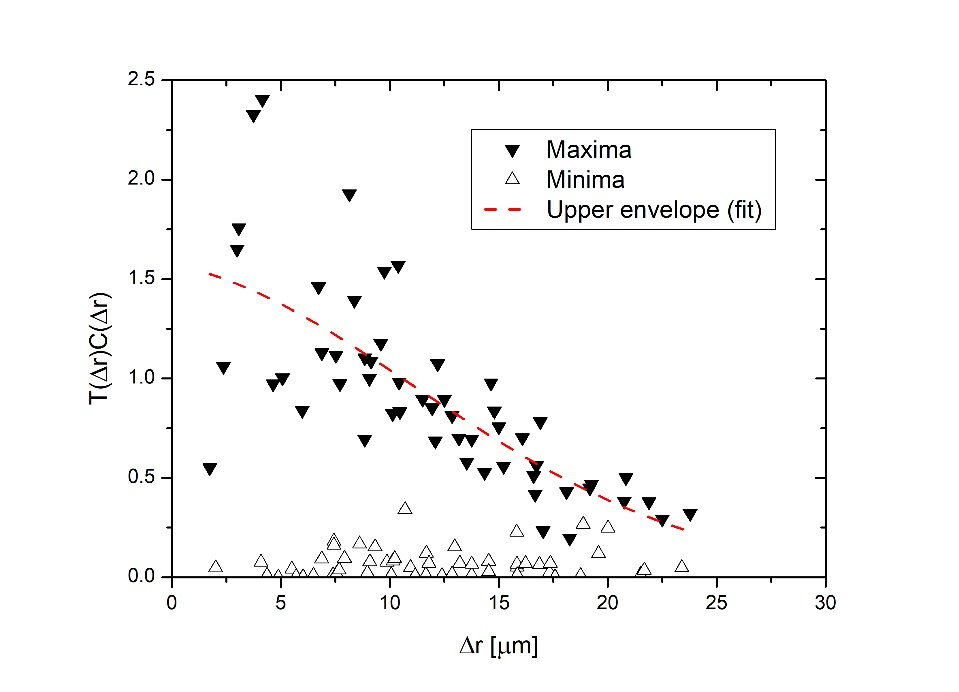 2.5
2.0
1.5
1.0
0.5
0.0
T(Δr)C(Δr)
Maxima
Minima
Upper envelope (fit)
0 5 10 15 20 25 30
Δr [μm]